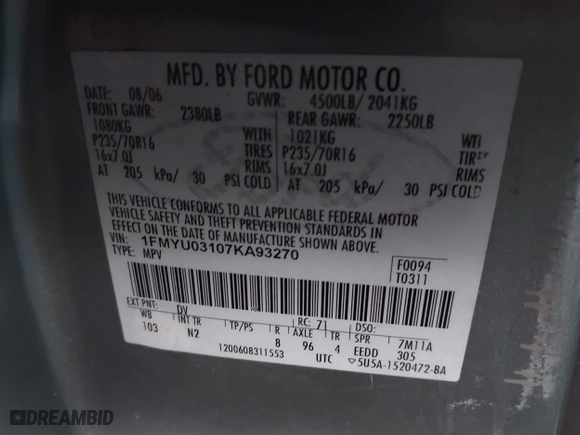 MFD. BY FORD MOTOR CO.
DATE: 08/06 GVWR: 4500LB/ 2041KG
FRONT GAWR: 2380LB REAR GAWR: 2250LB
1080KG WITH 1021KG WITH
P235/70R16 TIRES P235/70R16 TIRES
16x7.0J RIMS 16x7.0J RIMS
AT 205 kPa/ 30 PSI COLD AT 205 kPa/ 30 PSI COLD
THIS VEHICLE CONFORMS TO ALL APPLICABLE FEDERAL MOTOR
VEHICLE SAFETY AND THEFT PREVENTION STANDARDS IN
EFFECT ON THE DATE OF MANUFACTURE SHOWN ABOVE.
VIN: 1FMYU03107KA93270
TYPE: MPV
F0094
T0311
EXT PNT: DV RC: 71 DSO:
WB INT TR TP/PS R AXLE TR SPR 7M11A
103 N2 8 96 4 EEDD 305
1200608311553 UTC ▽5U5A-1520472-BA
DREAMBID